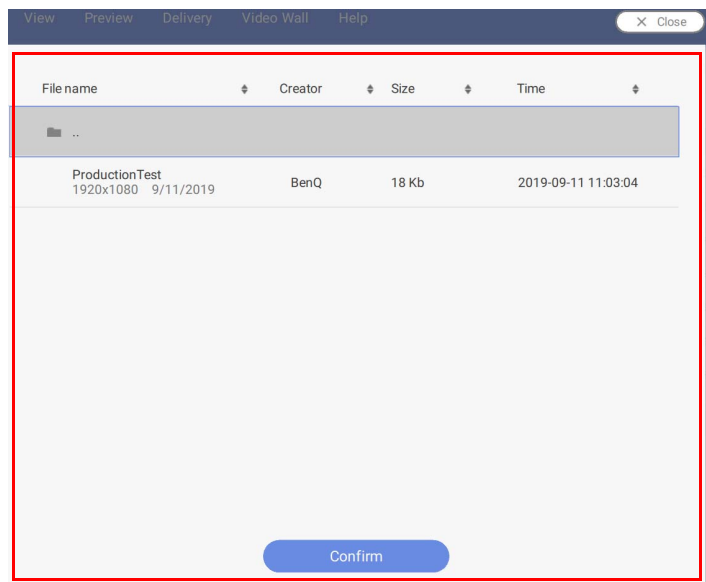 View Preview Delivery Video Wall Help × Close
File name Creator Size Time
..
ProductionTest
1920x1080 9/11/2019 BenQ 18 Kb 2019-09-11 11:03:04
Confirm